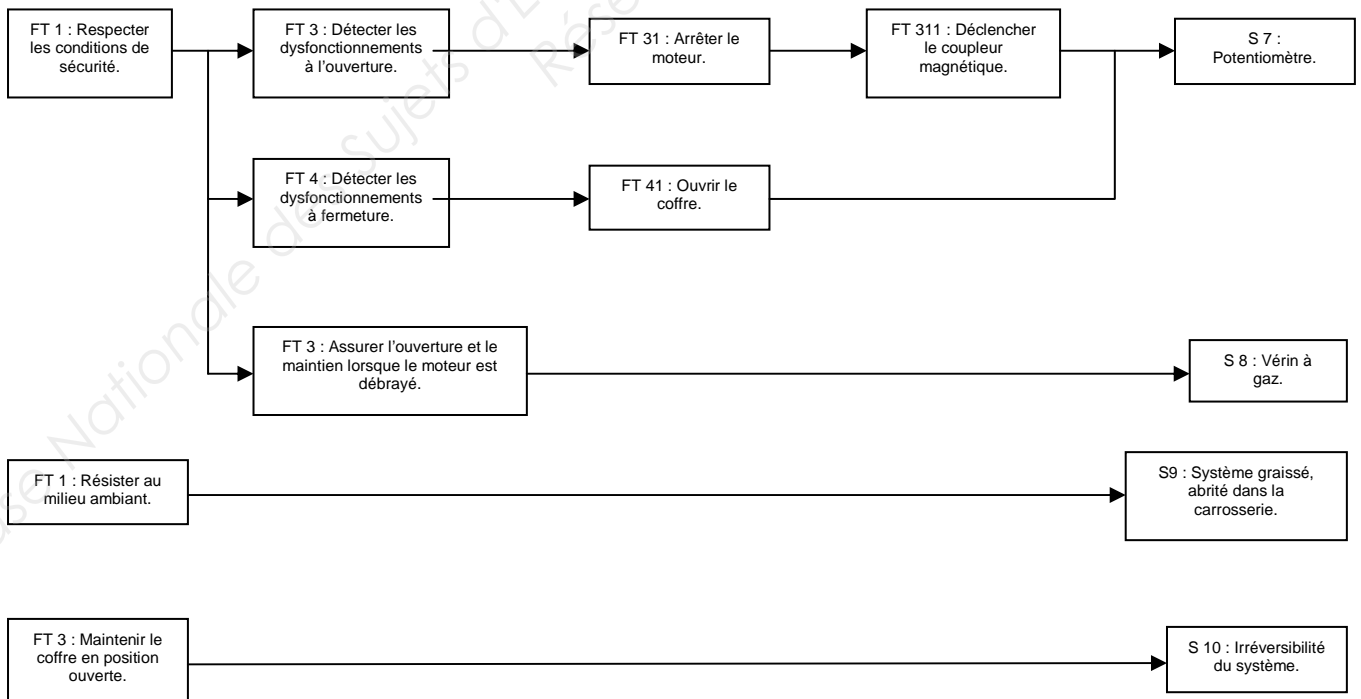 FT 1 : Respecter
les conditions de
sécurité.
FT 3 : Détecter les
dysfonctionnements
à l'ouverture.
FT 31 : Arrêter le
moteur.
FT 311 : Déclencher
le coupleur
magnétique.
S 7 :
Potentiomètre.
FT 4 : Détecter les
dysfonctionnements
à fermeture.
FT 41 : Ouvrir le
coffre.
FT 3 : Assurer l'ouverture et le
maintien lorsque le moteur est
débrayé.
S 8 : Vérin à
gaz.
FT 1 : Résister au
milieu ambiant.
S9 : Système graissé,
abrité dans la
carrosserie.
FT 3 : Maintenir le
coffre en position
ouverte.
S 10 : Irréversibilité
du système.
Nationale des Sujets d'E
Rése